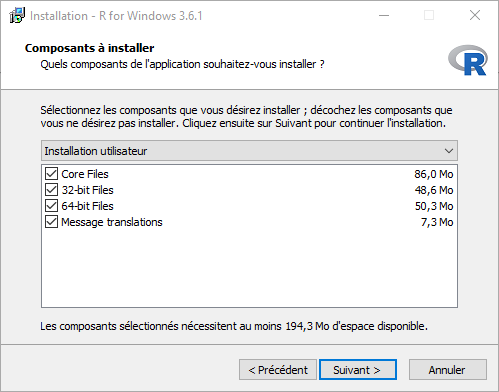 Installation - R for Windows 3.6.1
Composants à installer
Quels composants de l'application souhaitez-vous installer ?
R
Sélectionnez les composants que vous désirez installer ; décochez les composants que
vous ne désirez pas installer. Cliquez ensuite sur Suivant pour continuer l'installation.
Installation utilisateur
Core Files 86,0 Mo
32-bit Files 48,6 Mo
64-bit Files 50,3 Mo
Message translations 7,3 Mo
Les composants sélectionnés nécessitent au moins 194,3 Mo d'espace disponible.
< Précédent Suivant > Annuler